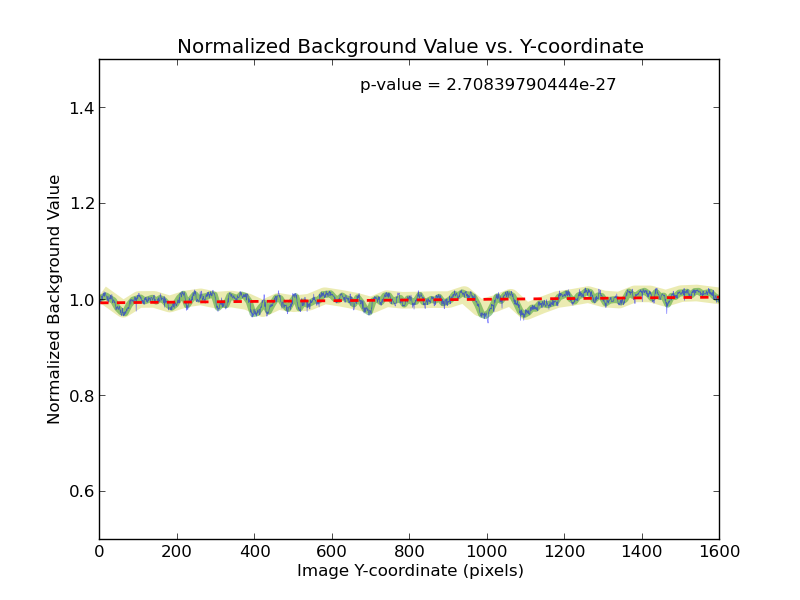 Normalized Background Value vs. Y-coordinate
p-value = 2.70839790444e-27
1.4
1.2
1.0
0.8
0.6
Normalized Background Value
0 200 400 600 800 1000 1200 1400 1600
Image Y-coordinate (pixels)